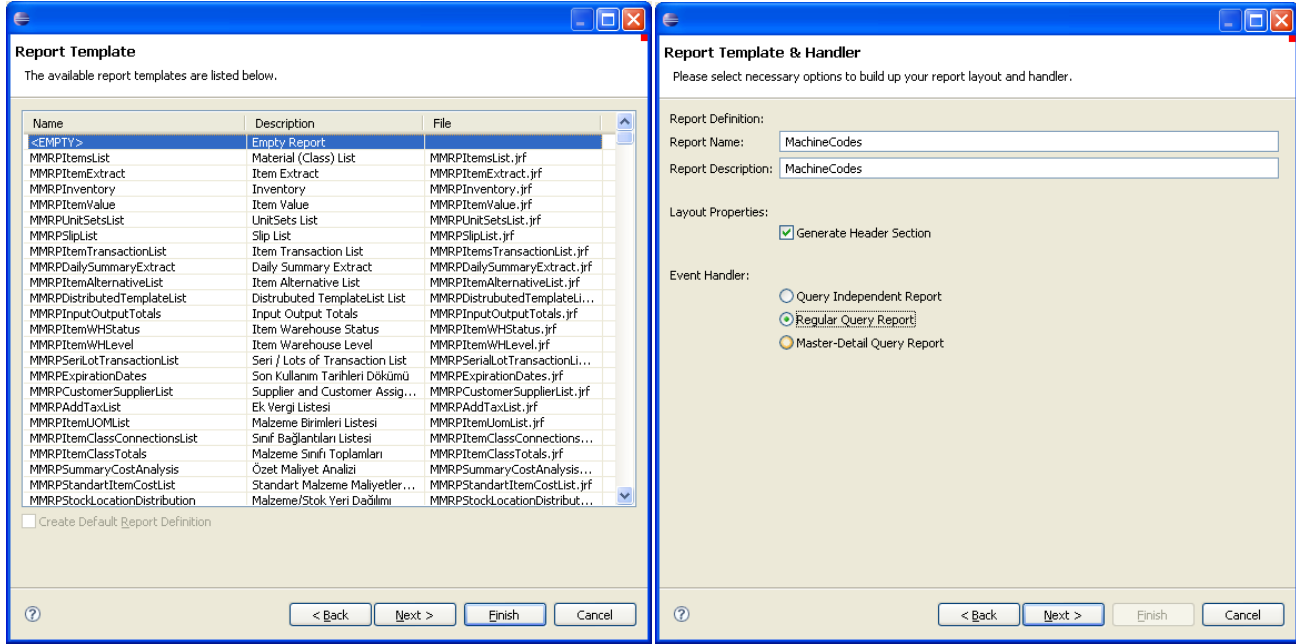 Report Template
The available report templates are listed below.
Name Description File
<EMPTY> Empty Report
MMRPItemsList Material (Class) List MMRPItemsList.jrf
MMRPItemExtract Item Extract MMRPItemExtract.jrf
MMRPInventory Inventory MMRPInventory.jrf
MMRPItemValue Item Value MMRPItemValue.jrf
MMRPUnitSetsList UnitSets List MMRPUnitSetsList.jrf
MMRPSlipList Slip List MMRPSlipList.jrf
MMRPItemTransactionList Item Transaction List MMRPItemsTransactionList.jrf
MMRPDailySummaryExtract Daily Summary Extract MMRPDailySummaryExtract.jrf
MMRPItemAlternativeList Item Alternative List MMRPItemAlternativeList.jrf
MMRPDistributedTemplateList Distrubuted TemplateList List MMRPDistrubutedTemplateLi...
MMRPInputOutputTotals Input Output Totals MMRPInputOutputTotals.jrf
MMRPItemWHStatus Item Warehouse Status MMRPItemWHStatus.jrf
MMRPItemWHLevel Item Warehouse Level MMRPItemWHLevel.jrf
MMRPSeriLotTransactionList Seri / Lots of Transaction List MMRPSerialLotTransactionLi...
MMRPExpirationDates Son Kullanım Tarihleri Dökümü MMRPExpirationDates.jrf
MMRPCustomerSupplierList Supplier and Customer Assig... MMRPCustomerSupplierList.jrf
MMRPAddTaxList Ek Vergi Listesi MMRPAddTaxList.jrf
MMRPItemUOMList Malzeme Birimleri Listesi MMRPItemUomList.jrf
MMRPItemClassConnectionsList Sınıf Bağlantıları Listesi MMRPItemClassConnections...
MMRPItemClassTotals Malzeme Sınıfı Toplamları MMRPItemClassTotals.jrf
MMRPSummaryCostAnalysis Özet Maliyet Analizi MMRPSummaryCostAnalysis...
MMRPStandartItemCostList Standart Malzeme Maliyetler... MMRPStandartItemCostList.jrf
MMRPStockLocationDistribution Malzeme/Stok Yeri Dağılımı MMRPStockLocationDistribut...
Create Default Report Definition
? < Back Next > Finish Cancel
Report Template & Handler
Please select necessary options to build up your report layout and handler.
Report Definition:
Report Name: MachineCodes
Report Description: MachineCodes
Layout Properties:
Generate Header Section
Event Handler:
Query Independent Report
Regular Query Report
Master-Detail Query Report
? < Back Next > Finish Cancel